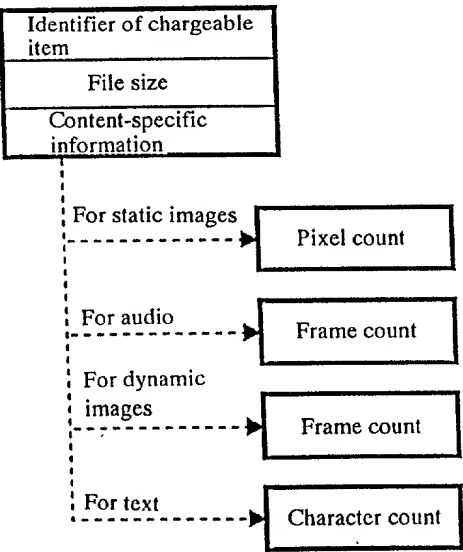 Identifier of chargeable
item
File size
Content-specific
information
For static images
Pixel count
For audio
Frame count
For dynamic
images
Frame count
For text
Character count